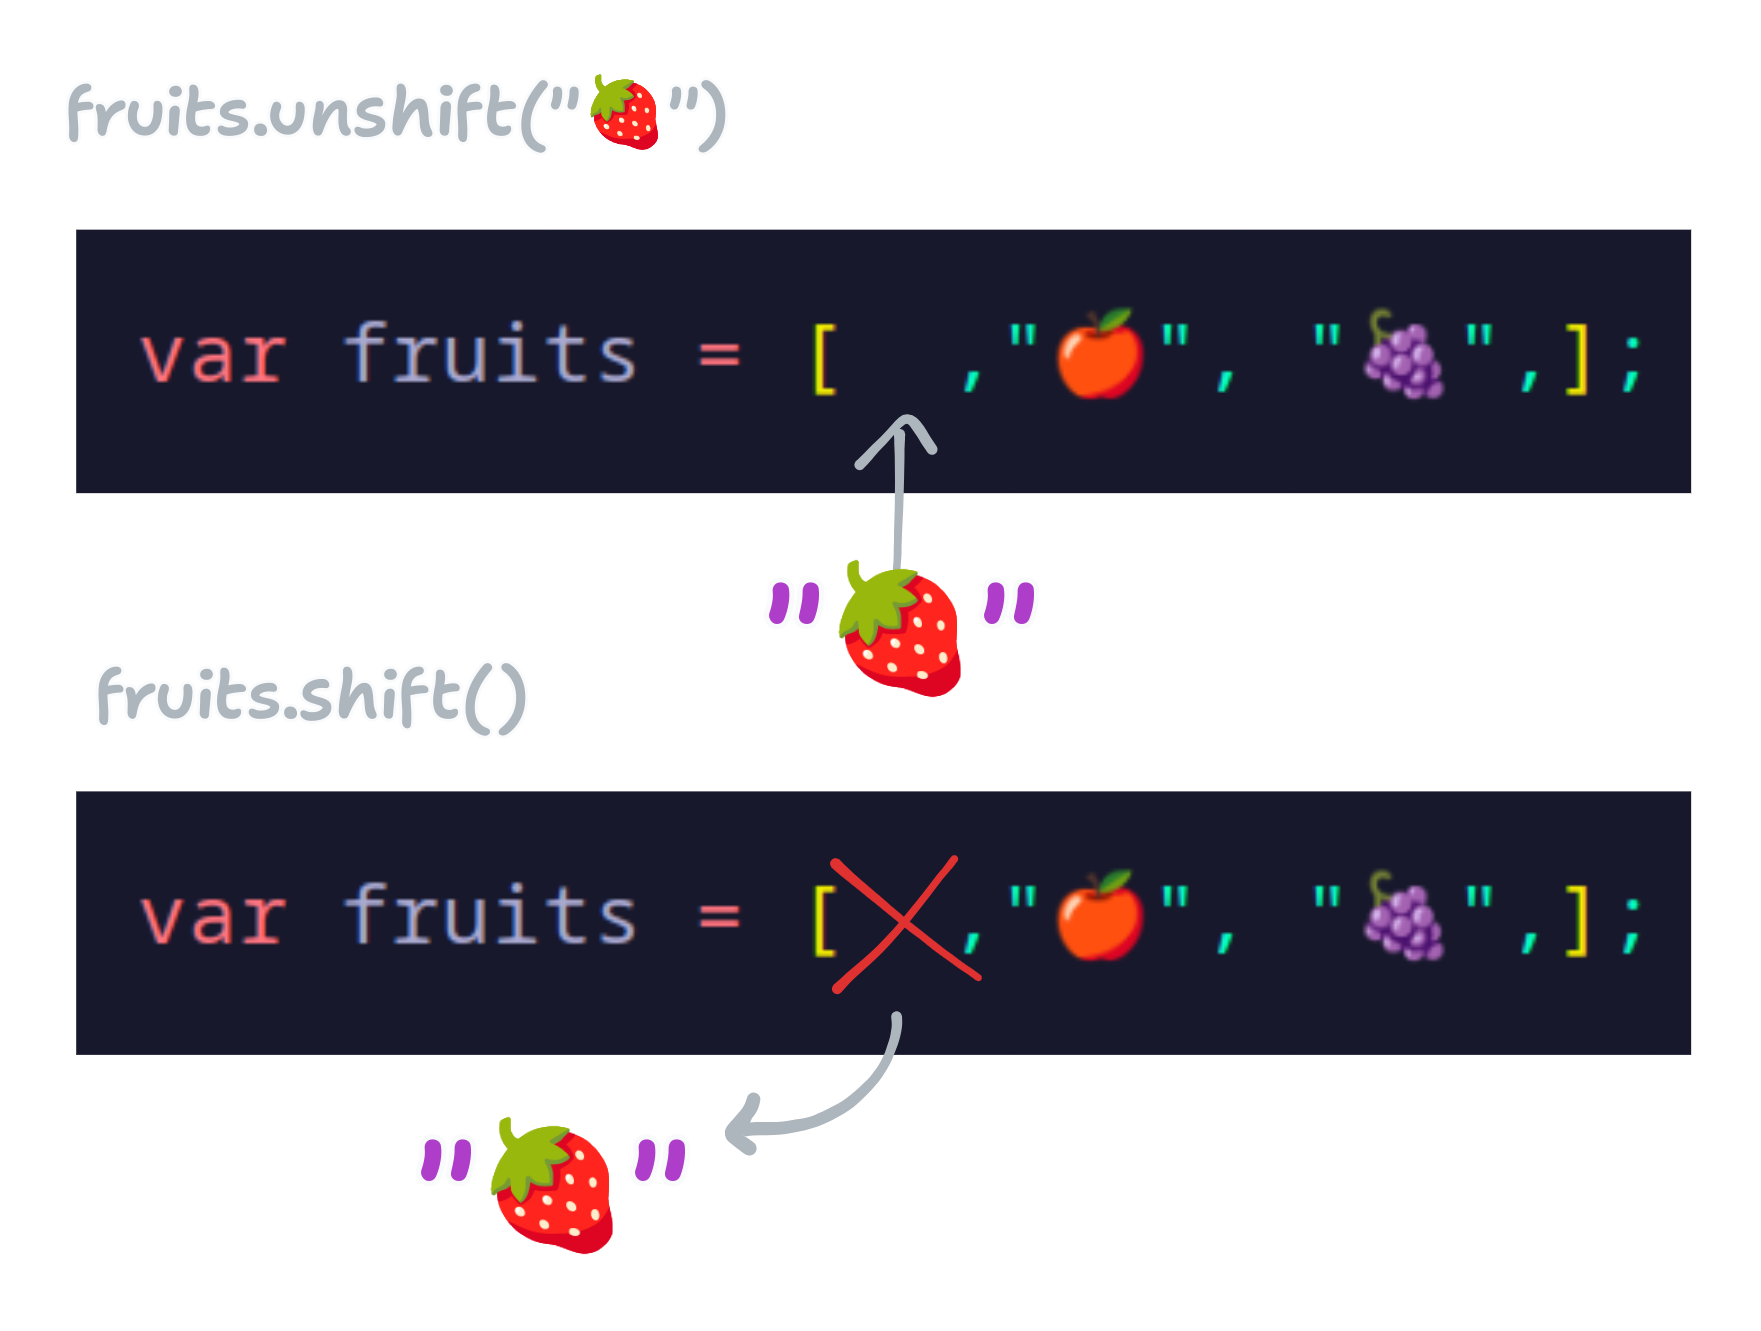 fruits.unshift("🍓")
var fruits = [ ,"🍎", "🍇",];
"🍓"
fruits.shift()
var fruits = [ ,"🍎", "🍇",];
"🍓"